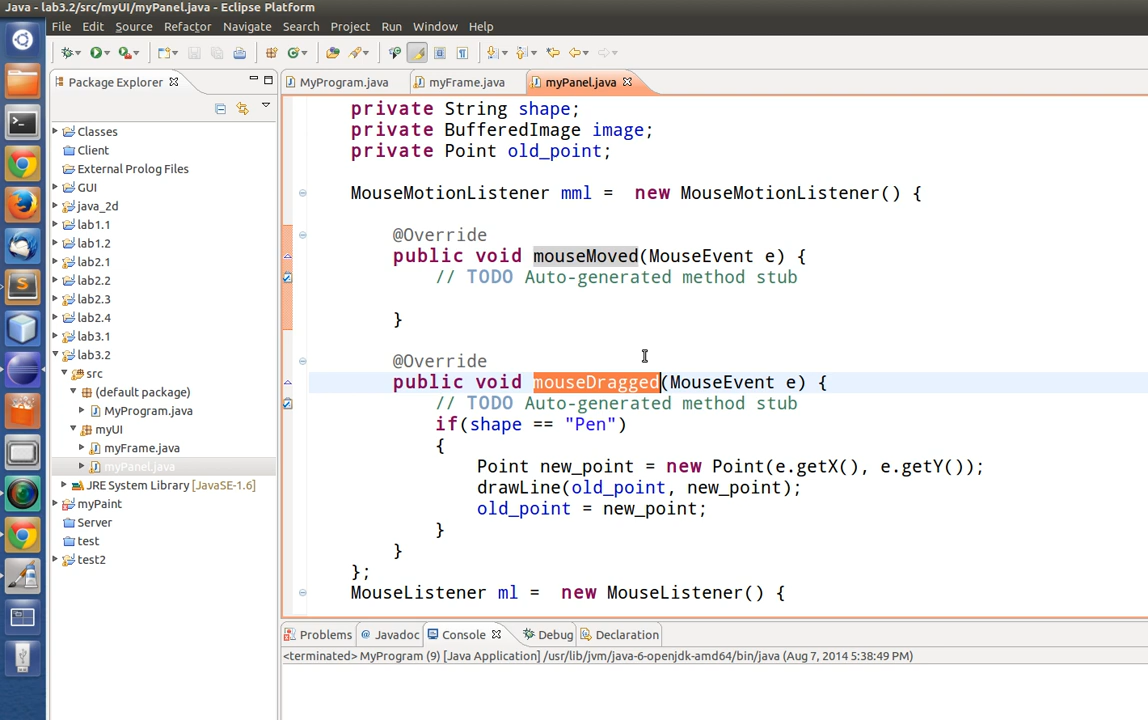 Java - lab3.2/src/myUI/myPanel.java - Eclipse Platform
File Edit Source Refactor Navigate Search Project Run Window Help
Package Explorer
MyProgram.java myFrame.java myPanel.java
Classes
Client
External Prolog Files
GUI
java_2d
lab1.1
lab1.2
lab2.1
lab2.2
lab2.3
lab2.4
lab3.1
lab3.2
src
(default package)
MyProgram.java
myUI
myFrame.java
myPanel.java
JRE System Library [JavaSE-1.6]
myPaint
Server
test
test2
private String shape;
private BufferedImage image;
private Point old_point;
MouseMotionListener mml =  new MouseMotionListener() {
@Override
public void mouseMoved(MouseEvent e) {
// TODO Auto-generated method stub
}
@Override
public void mouseDragged(MouseEvent e) {
// TODO Auto-generated method stub
if(shape == "Pen")
{
Point new_point = new Point(e.getX(), e.getY());
drawLine(old_point, new_point);
old_point = new_point;
}
}
};
MouseListener ml =  new MouseListener() {
Problems @ Javadoc Console Debug Declaration
<terminated> MyProgram (9) [Java Application] /usr/lib/jvm/java-6-openjdk-amd64/bin/java (Aug 7, 2014 5:38:49 PM)